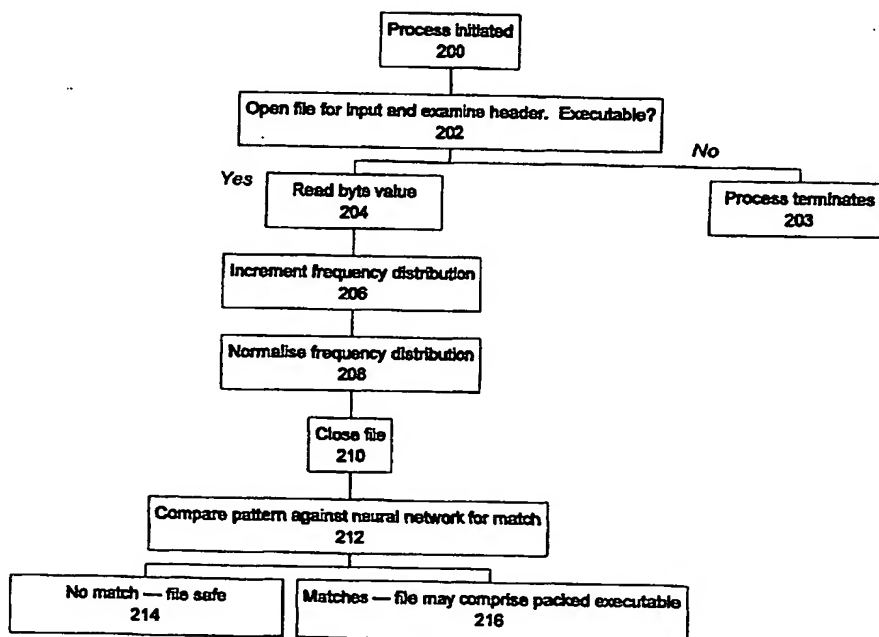 Process initiated
200
Open file for input and examine header. Executable?
202
No
Yes
Read byte value
204
Process terminates
203
Increment frequency distribution
206
Normalise frequency distribution
208
Close file
210
Compare pattern against neural network for match
212
No match — file safe
214
Matches — file may comprise packed executable
216